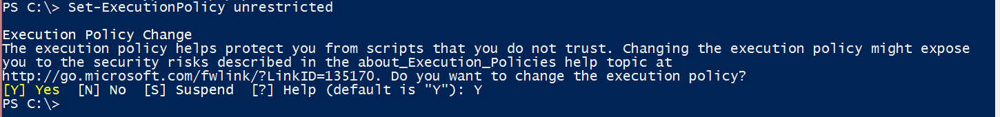 PS C:\> Set-ExecutionPolicy unrestricted
Execution Policy Change
The execution policy helps protect you from scripts that you do not trust. Changing the execution policy might expose
you to the security risks described in the about_Execution_Policies help topic at
http://go.microsoft.com/fwlink/?LinkID=135170. Do you want to change the execution policy?
[Y] Yes  [N] No  [S] Suspend  [?] Help (default is "Y"): Y
PS C:\>